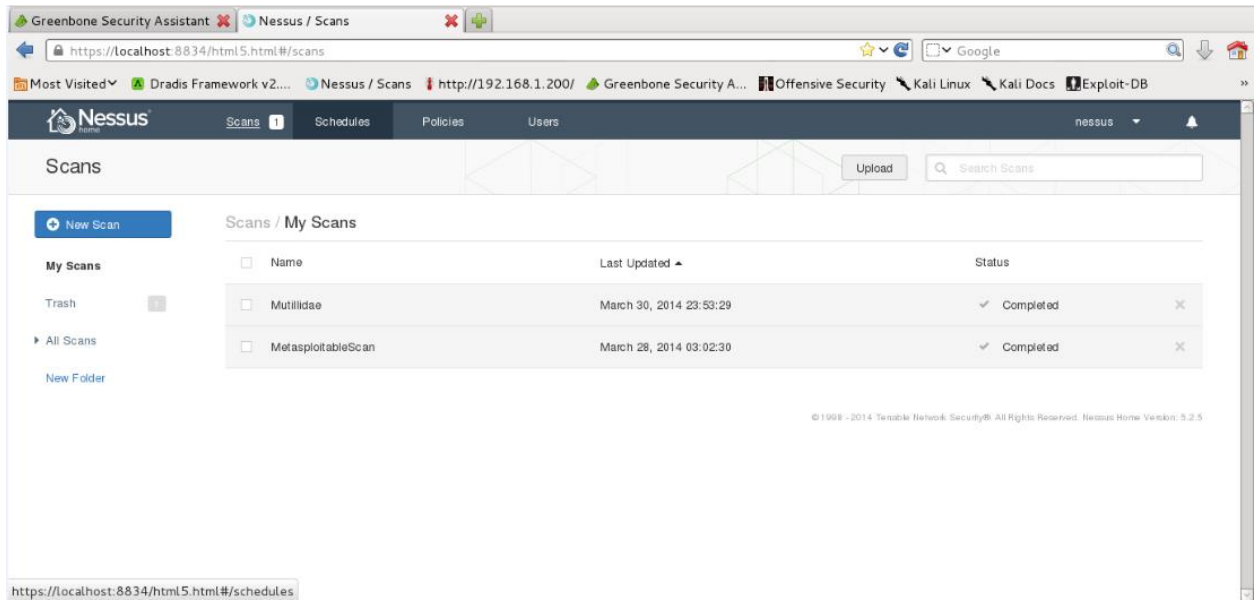 Greenbone Security Assistant Nessus / Scans
https://localhost:8834/html5.html#/scans Google
Most Visited Dradis Framework v2.... Nessus / Scans http://192.168.1.200/ Greenbone Security A... Offensive Security Kali Linux Kali Docs Exploit-DB »
Nessus home Scans 1 Schedules Policies Users nessus
Scans Upload Search Scans
New Scan Scans / My Scans
My Scans Name Last Updated Status
Trash 1 Mutillidae March 30, 2014 23:53:29 Completed
All Scans MetasploitableScan March 28, 2014 03:02:30 Completed
New Folder
©1998 - 2014 Tenable Network Security®. All Rights Reserved. Nessus Home Version: 5.2.5
https://localhost:8834/html5.html#/schedules